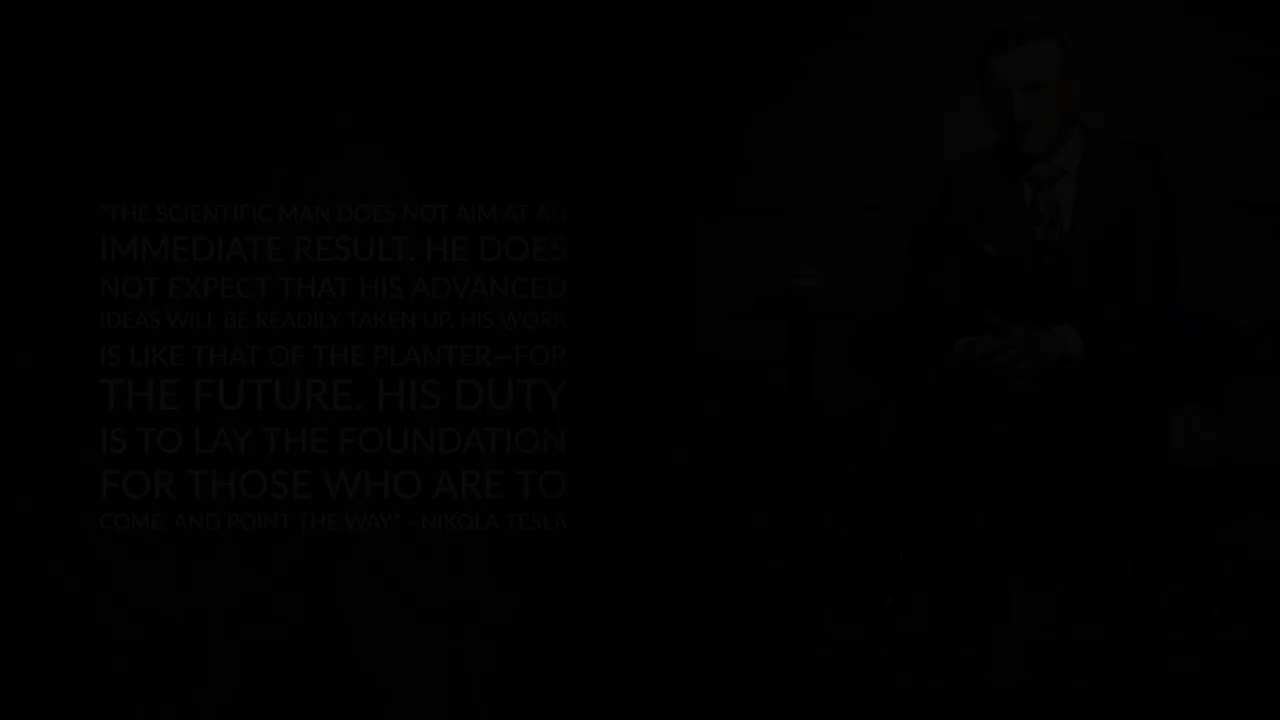 "THE SCIENTIFIC MAN DOES NOT AIM AT AN
IMMEDIATE RESULT. HE DOES
NOT EXPECT THAT HIS ADVANCED
IDEAS WILL BE READILY TAKEN UP. HIS WORK
IS LIKE THAT OF THE PLANTER—FOR
THE FUTURE. HIS DUTY
IS TO LAY THE FOUNDATION
FOR THOSE WHO ARE TO
COME, AND POINT THE WAY" - NIKOLA TESLA